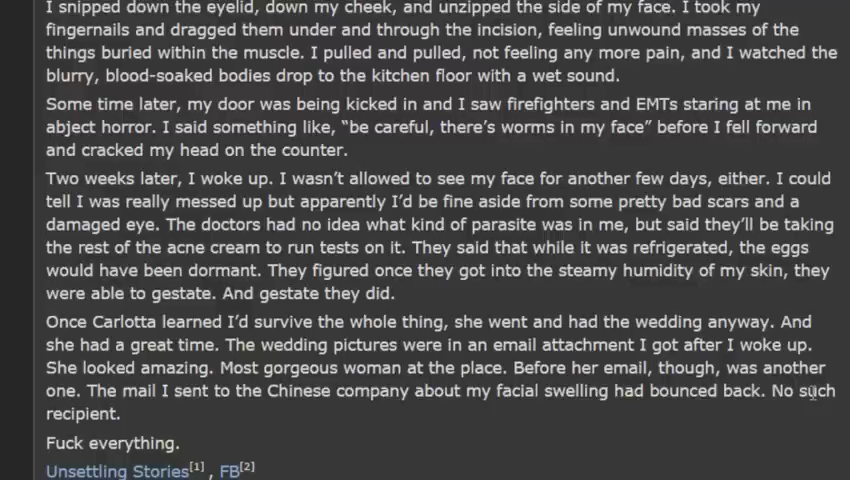 I snipped down the eyelid, down my cheek, and unzipped the side of my face. I took my
fingernails and dragged them under and through the incision, feeling unwound masses of the
things buried within the muscle. I pulled and pulled, not feeling any more pain, and I watched the
blurry, blood-soaked bodies drop to the kitchen floor with a wet sound.
Some time later, my door was being kicked in and I saw firefighters and EMTs staring at me in
abject horror. I said something like, “be careful, there’s worms in my face” before I fell forward
and cracked my head on the counter.
Two weeks later, I woke up. I wasn’t allowed to see my face for another few days, either. I could
tell I was really messed up but apparently I’d be fine aside from some pretty bad scars and a
damaged eye. The doctors had no idea what kind of parasite was in me, but said they’ll be taking
the rest of the acne cream to run tests on it. They said that while it was refrigerated, the eggs
would have been dormant. They figured once they got into the steamy humidity of my skin, they
were able to gestate. And gestate they did.
Once Carlotta learned I’d survive the whole thing, she went and had the wedding anyway. And
she had a great time. The wedding pictures were in an email attachment I got after I woke up.
She looked amazing. Most gorgeous woman at the place. Before her email, though, was another
one. The mail I sent to the Chinese company about my facial swelling had bounced back. No such
recipient.
Fuck everything.
Unsettling Stories[1] , FB[2]